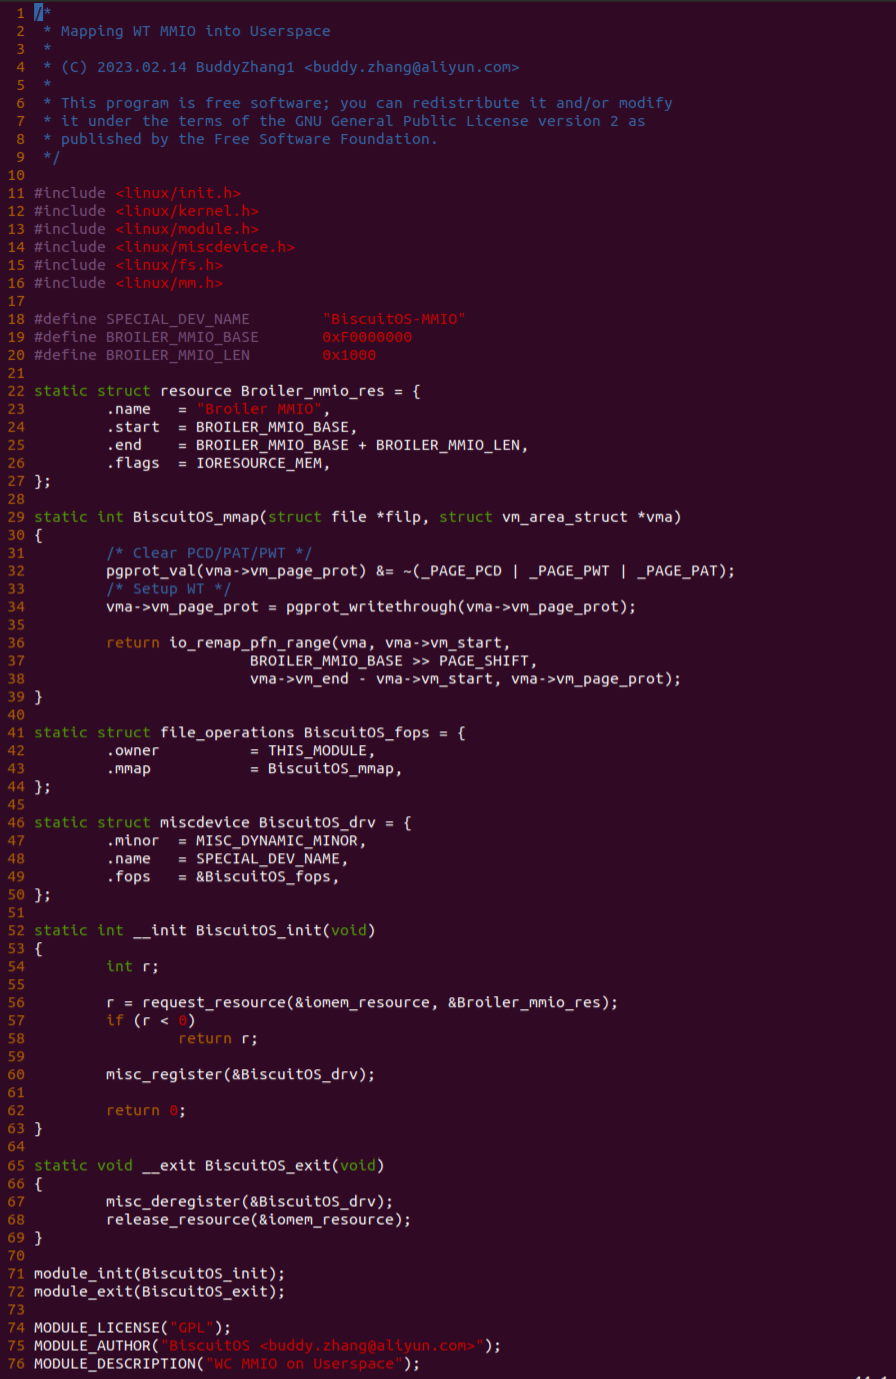 1 /*
2  * Mapping WT MMIO into Userspace
3  *
4  * (C) 2023.02.14 BuddyZhang1 <buddy.zhang@aliyun.com>
5  *
6  * This program is free software; you can redistribute it and/or modify
7  * it under the terms of the GNU General Public License version 2 as
8  * published by the Free Software Foundation.
9  */
10
11 #include <linux/init.h>
12 #include <linux/kernel.h>
13 #include <linux/module.h>
14 #include <linux/miscdevice.h>
15 #include <linux/fs.h>
16 #include <linux/mm.h>
17
18 #define SPECIAL_DEV_NAME        "BiscuitOS-MMIO"
19 #define BROILER_MMIO_BASE       0xF0000000
20 #define BROILER_MMIO_LEN        0x1000
21
22 static struct resource Broiler_mmio_res = {
23         .name   = "Broiler MMIO",
24         .start  = BROILER_MMIO_BASE,
25         .end    = BROILER_MMIO_BASE + BROILER_MMIO_LEN,
26         .flags  = IORESOURCE_MEM,
27 };
28
29 static int BiscuitOS_mmap(struct file *filp, struct vm_area_struct *vma)
30 {
31         /* Clear PCD/PAT/PWT */
32         pgprot_val(vma->vm_page_prot) &= ~(_PAGE_PCD | _PAGE_PWT | _PAGE_PAT);
33         /* Setup WT */
34         vma->vm_page_prot = pgprot_writethrough(vma->vm_page_prot);
35
36         return io_remap_pfn_range(vma, vma->vm_start,
37                         BROILER_MMIO_BASE >> PAGE_SHIFT,
38                         vma->vm_end - vma->vm_start, vma->vm_page_prot);
39 }
40
41 static struct file_operations BiscuitOS_fops = {
42         .owner          = THIS_MODULE,
43         .mmap           = BiscuitOS_mmap,
44 };
45
46 static struct miscdevice BiscuitOS_drv = {
47         .minor  = MISC_DYNAMIC_MINOR,
48         .name   = SPECIAL_DEV_NAME,
49         .fops   = &BiscuitOS_fops,
50 };
51
52 static int __init BiscuitOS_init(void)
53 {
54         int r;
55
56         r = request_resource(&iomem_resource, &Broiler_mmio_res);
57         if (r < 0)
58                 return r;
59
60         misc_register(&BiscuitOS_drv);
61
62         return 0;
63 }
64
65 static void __exit BiscuitOS_exit(void)
66 {
67         misc_deregister(&BiscuitOS_drv);
68         release_resource(&iomem_resource);
69 }
70
71 module_init(BiscuitOS_init);
72 module_exit(BiscuitOS_exit);
73
74 MODULE_LICENSE("GPL");
75 MODULE_AUTHOR("BiscuitOS <buddy.zhang@aliyun.com>");
76 MODULE_DESCRIPTION("WC MMIO on Userspace");